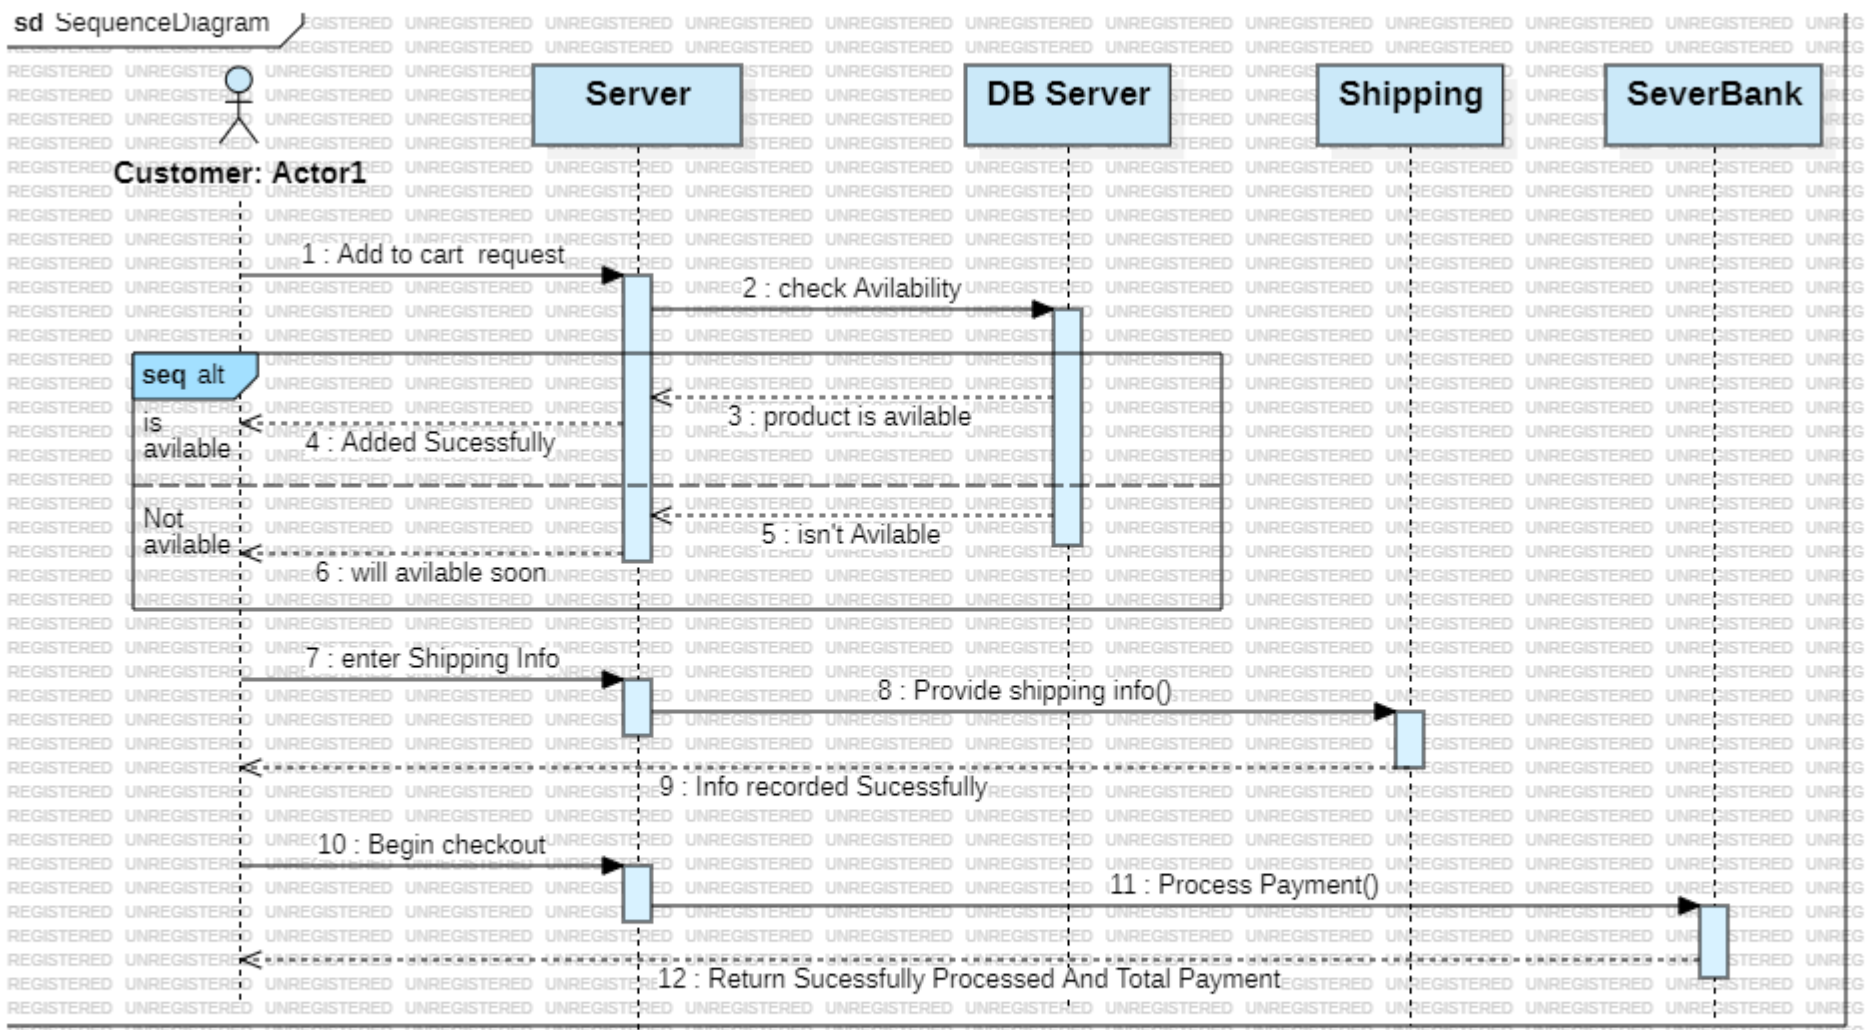 sd SequenceDiagram
Server
DB Server
Shipping
SeverBank
Customer: Actor1
1 : Add to cart  request
2 : check Avilability
seq alt
is
avilable
3 : product is avilable
4 : Added Sucessfully
Not
avilable
5 : isn't Avilable
6 : will avilable soon
7 : enter Shipping Info
8 : Provide shipping info()
9 : Info recorded Sucessfully
10 : Begin checkout
11 : Process Payment()
12 : Return Sucessfully Processed And Total Payment
UNREGISTERED